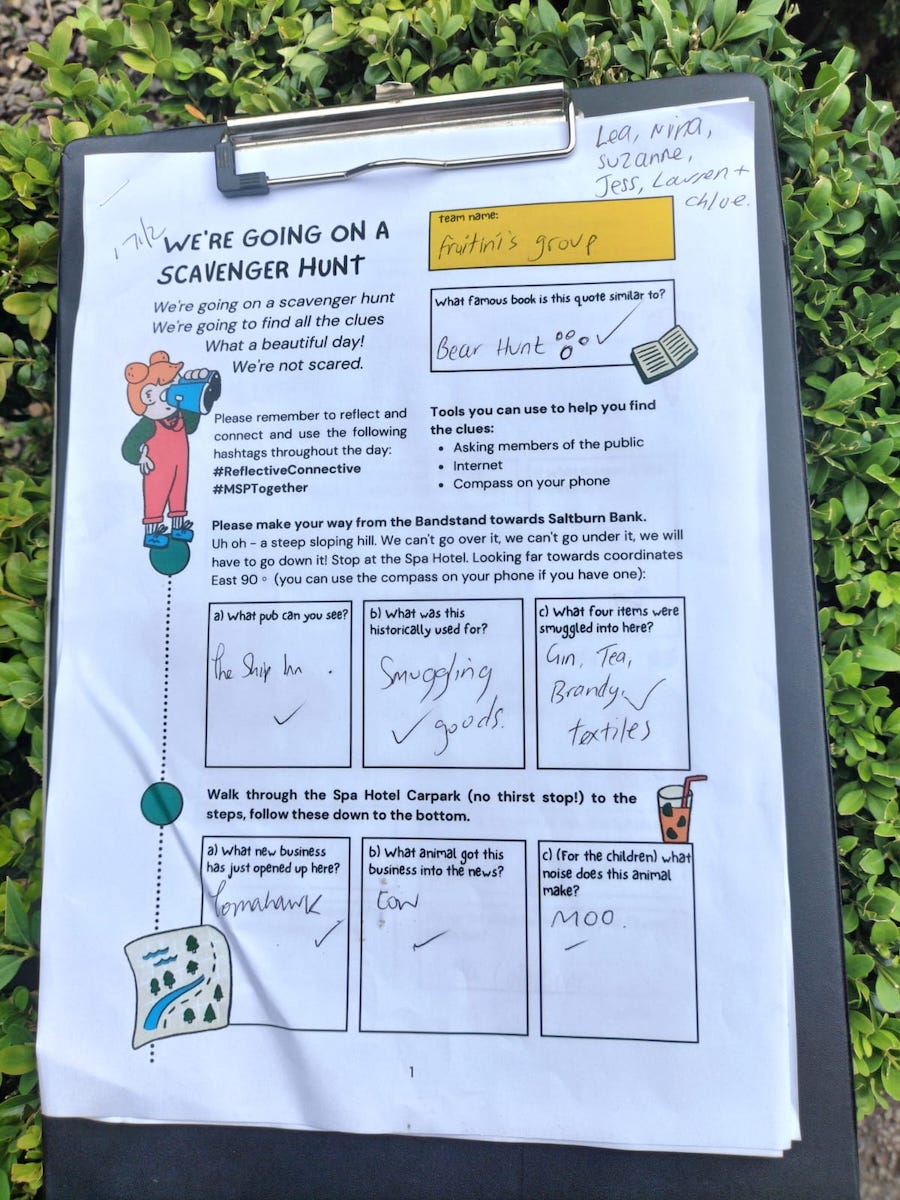 Lea, Nina,
Suzanne,
Jess, Lauren +
chloe.
team name:
Fruitini's group
WE'RE GOING ON A
SCAVENGER HUNT
We're going on a scavenger hunt
We're going to find all the clues
What a beautiful day!
We're not scared.
What famous book is this quote similar to?
Bear Hunt
Please remember to reflect and
connect and use the following
hashtags throughout the day:
#ReflectiveConnective
#MSPTogether
Tools you can use to help you find
the clues:
• Asking members of the public
• Internet
• Compass on your phone
Please make your way from the Bandstand towards Saltburn Bank.
Uh oh - a steep sloping hill. We can't go over it, we can't go under it, we will
have to go down it! Stop at the Spa Hotel. Looking far towards coordinates
East 90 ° (you can use the compass on your phone if you have one):
a) What pub can you see?
The Ship Inn.
b) What was this
historically used for?
Smuggling
goods.
c) What four items were
smuggled into here?
Gin, Tea,
Brandy,
textiles
Walk through the Spa Hotel Carpark (no thirst stop!) to the
steps, follow these down to the bottom.
a) What new business
has just opened up here?
Tomahawk
b) What animal got this
business into the news?
Cow
c) (For the children) what
noise does this animal
make?
MOO.
1